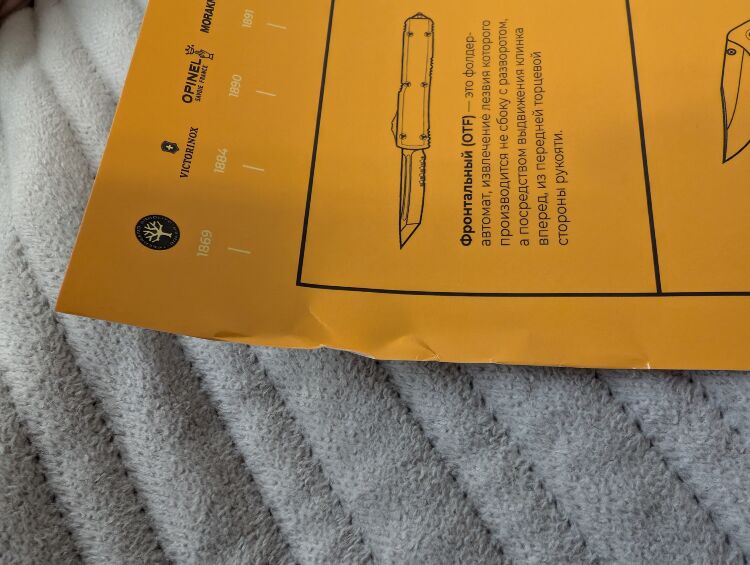 1869
VICTORINOX
1884
OPINEL
SAVOIE FRANCE
1890
1891
Фронтальный (OTF) — это фолдер-
автомат, извлечение лезвия которого
производится не сбоку с разворотом,
а посредством выдвижения клинка
вперед, из передней торцевой
стороны рукояти.